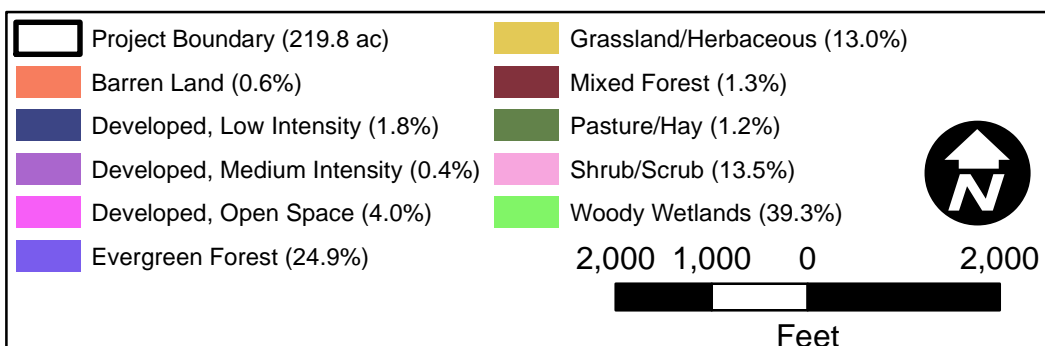 Project Boundary (219.8 ac)
Barren Land (0.6%)
Developed, Low Intensity (1.8%)
Developed, Medium Intensity (0.4%)
Developed, Open Space (4.0%)
Evergreen Forest (24.9%)
Grassland/Herbaceous (13.0%)
Mixed Forest (1.3%)
Pasture/Hay (1.2%)
Shrub/Scrub (13.5%)
Woody Wetlands (39.3%)
N
2,000 1,000 0 2,000
Feet